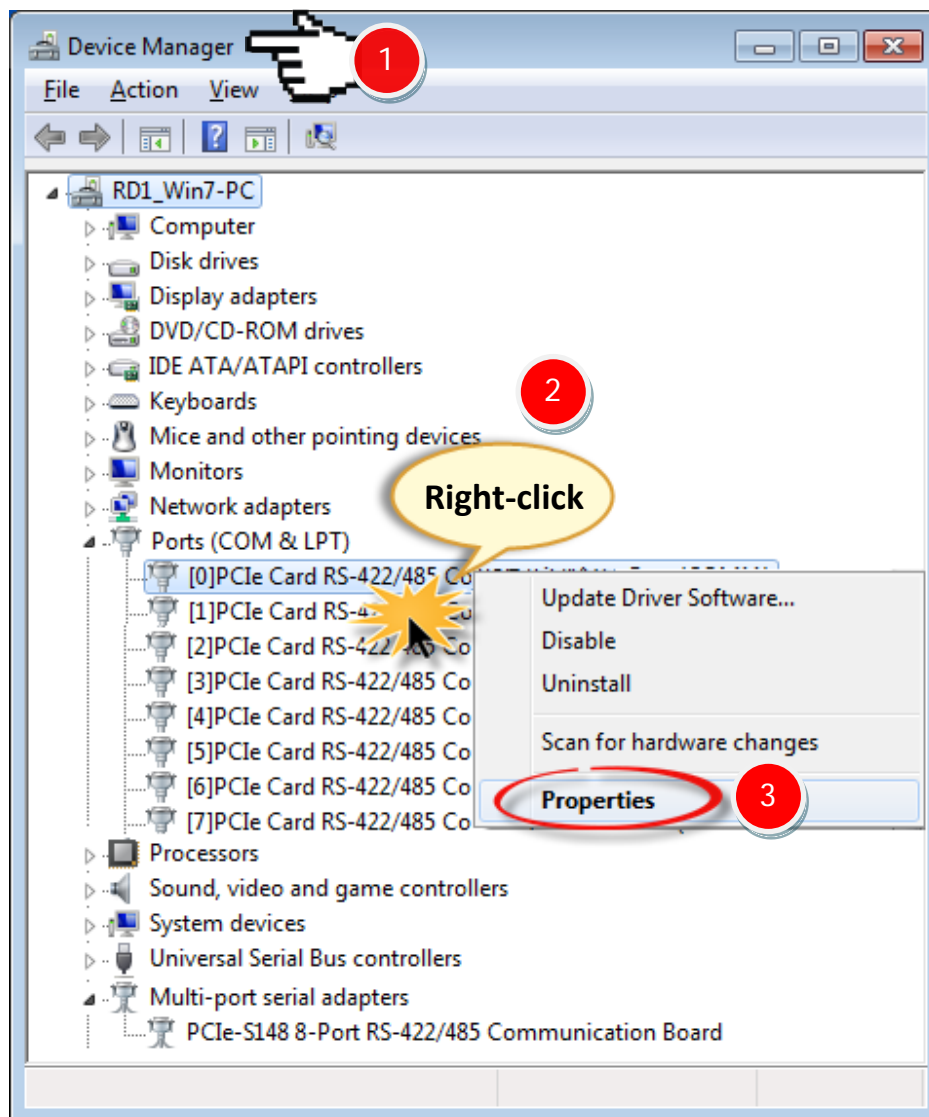 Device Manager
1
File Action View
RD1_Win7-PC
Computer
Disk drives
Display adapters
DVD/CD-ROM drives
IDE ATA/ATAPI controllers
2
Keyboards
Mice and other pointing devices
Monitors
Network adapters
Right-click
Ports (COM & LPT)
[0]PCIe Card RS-422/485 Co
[1]PCIe Card RS-4
[2]PCIe Card RS-422/485 Co
[3]PCIe Card RS-422/485 Co
[4]PCIe Card RS-422/485 Co
[5]PCIe Card RS-422/485 Co
[6]PCIe Card RS-422/485 Co
[7]PCIe Card RS-422/485 Co
Update Driver Software...
Disable
Uninstall
Scan for hardware changes
Properties
3
Processors
Sound, video and game controllers
System devices
Universal Serial Bus controllers
Multi-port serial adapters
PCIe-S148 8-Port RS-422/485 Communication Board